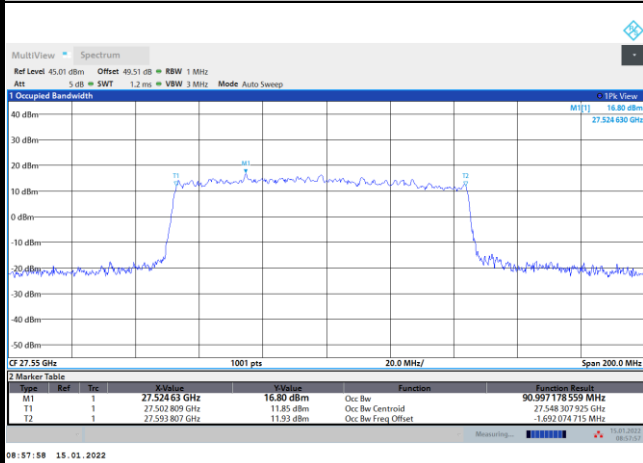 MultiView Spectrum
Ref Level 45.01 dBm Offset 49.51 dB RBW 1 MHz
Att 5 dB SWT 1.2 ms VBW 3 MHz Mode Auto Sweep
1 Occupied Bandwidth 1Pk View
M1[1] 16.80 dBm
27.524 630 GHz
40 dBm
30 dBm
20 dBm
M1
T1 T2
10 dBm
0 dBm
-10 dBm
-20 dBm
-30 dBm
-40 dBm
-50 dBm
CF 27.55 GHz 1001 pts 20.0 MHz/ Span 200.0 MHz
2 Marker Table
Type Ref Trc X-Value Y-Value Function Function Result
M1 1 27.524 63 GHz 16.80 dBm Occ Bw 90.997 178 559 MHz
T1 1 27.502 809 GHz 11.85 dBm Occ Bw Centroid 27.548 307 925 GHz
T2 1 27.593 807 GHz 11.93 dBm Occ Bw Freq Offset -1.692 074 715 MHz
Measuring... 15.01.2022
08:57:57
08:57:58 15.01.2022